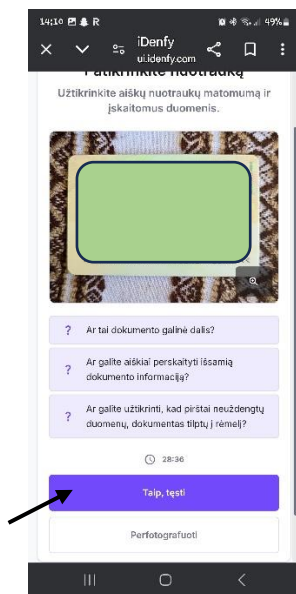 14:10 R 49%
iDenfy
ui.idenfy.com
Patikrinkite nuotrauką
Užtikrinkite aiškų nuotraukų matomumą ir
įskaitomus duomenis.
? Ar tai dokumento galinė dalis?
? Ar galite aiškiai perskaityti išsamią
dokumento informaciją?
? Ar galite užtikrinti, kad pirštai neuždengtų
duomenų, dokumentas tilptų į rėmelį?
28:36
Taip, tęsti
Perfotografuoti